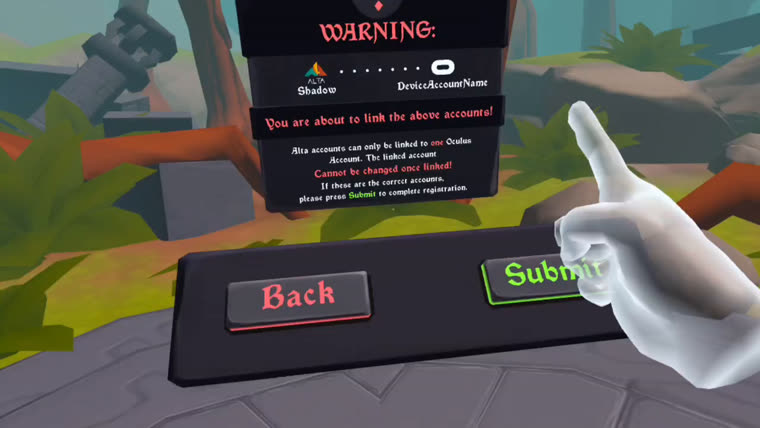 WARNING:
ALTA
Shadow
DeviceAccountName
You are about to link the above accounts!
Alta accounts can only be linked to one Oculus
Account. The linked account
Cannot be changed once linked!
If these are the correct accounts,
please press Submit to complete registration.
Back
Submit